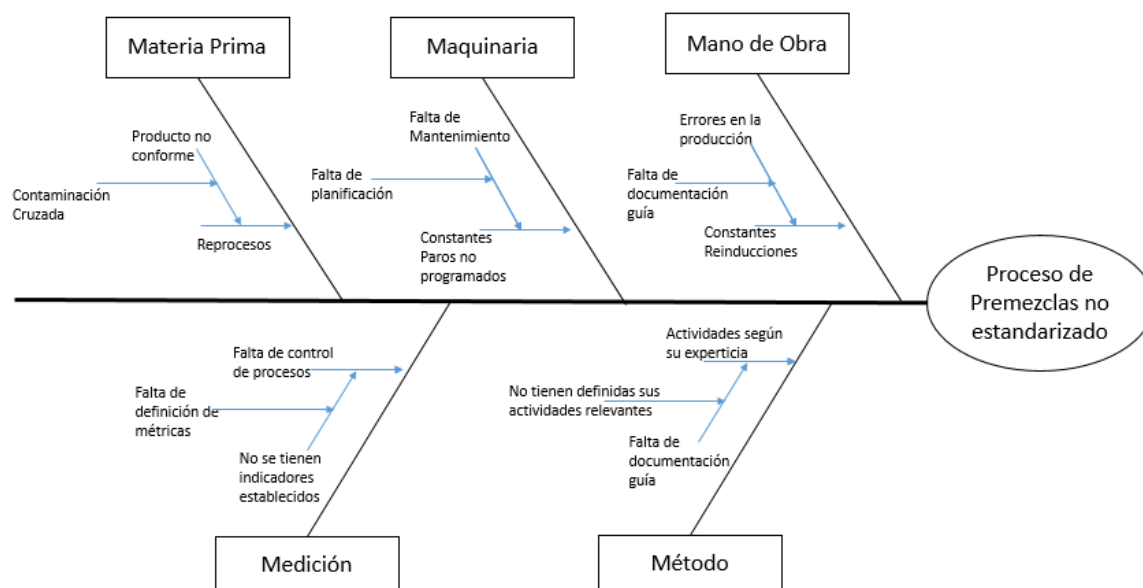 Materia Prima
Maquinaria
Mano de Obra
Producto no
conforme
Contaminación
Cruzada
Reprocesos
Falta de
Mantenimiento
Falta de
planificación
Constantes
Paros no
programados
Errores en la
producción
Falta de
documentación
guía
Constantes
Reinducciones
Proceso de
Premezclas no
estandarizado
Falta de control
de procesos
Falta de
definición de
métricas
No se tienen
indicadores
establecidos
Actividades según
su experticia
No tienen definidas sus
actividades relevantes
Falta de
documentación
guía
Medición
Método